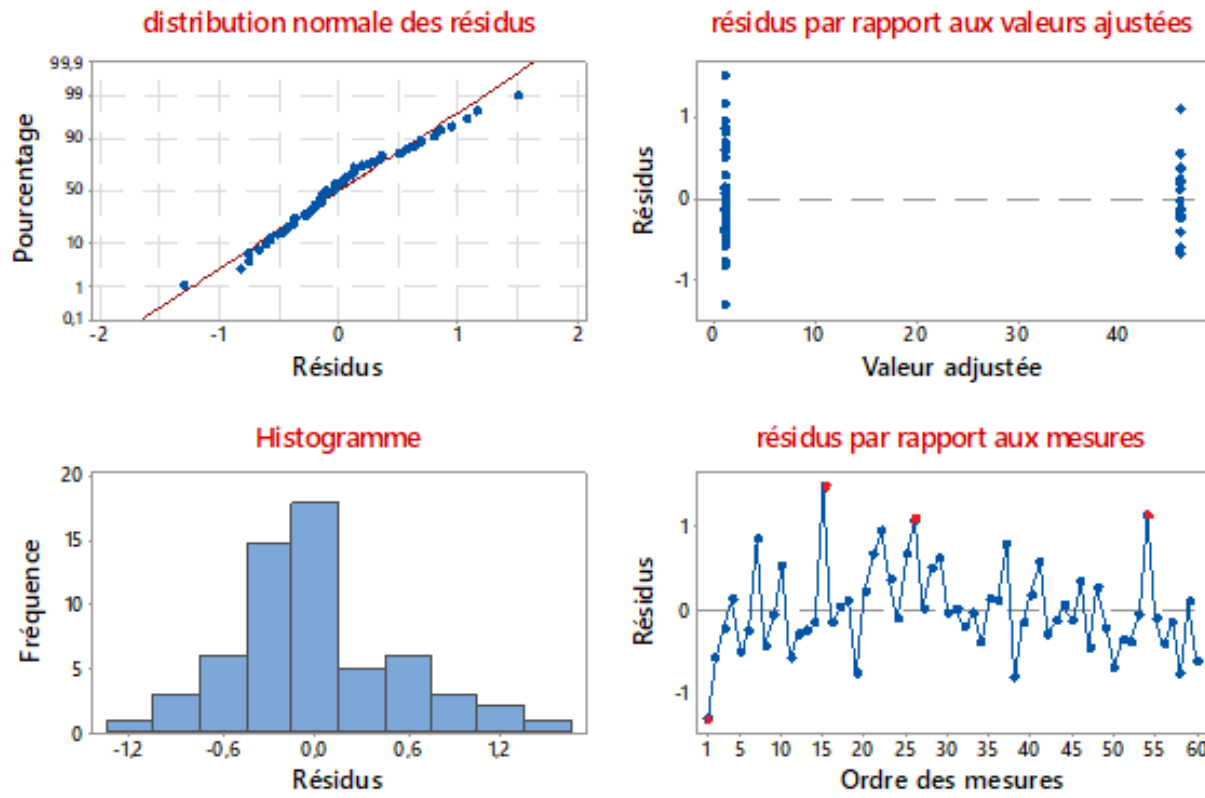 distribution normale des résidus
99,9
99
90
50
10
1
0,1
Pourcentage
-2 -1 0 1 2
Résidus
résidus par rapport aux valeurs ajustées
1
0
-1
Résidus
0 10 20 30 40
Valeur adjustée
Histogramme
20
15
10
5
0
Fréquence
-1,2 -0,6 0,0 0,6 1,2
Résidus
résidus par rapport aux mesures
1
0
-1
Résidus
1 5 10 15 20 25 30 35 40 45 50 55 60
Ordre des mesures